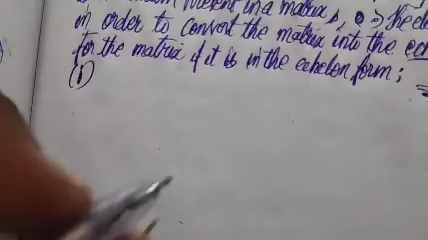 present in a matrix
in order to convert the matrix into the
for the matrix if it is in the echelon form;
(1)